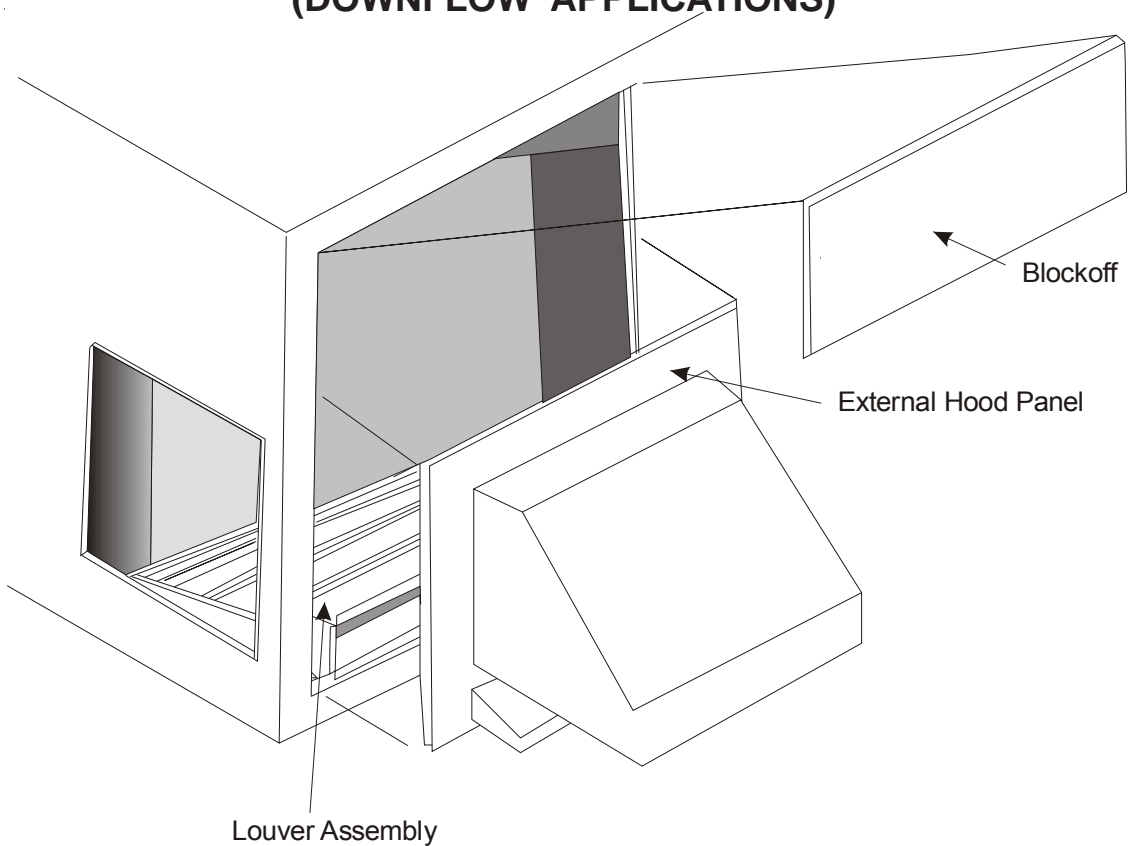 (DOWNFLOW APPLICATIONS)
Blockoff
External Hood Panel
Louver Assembly